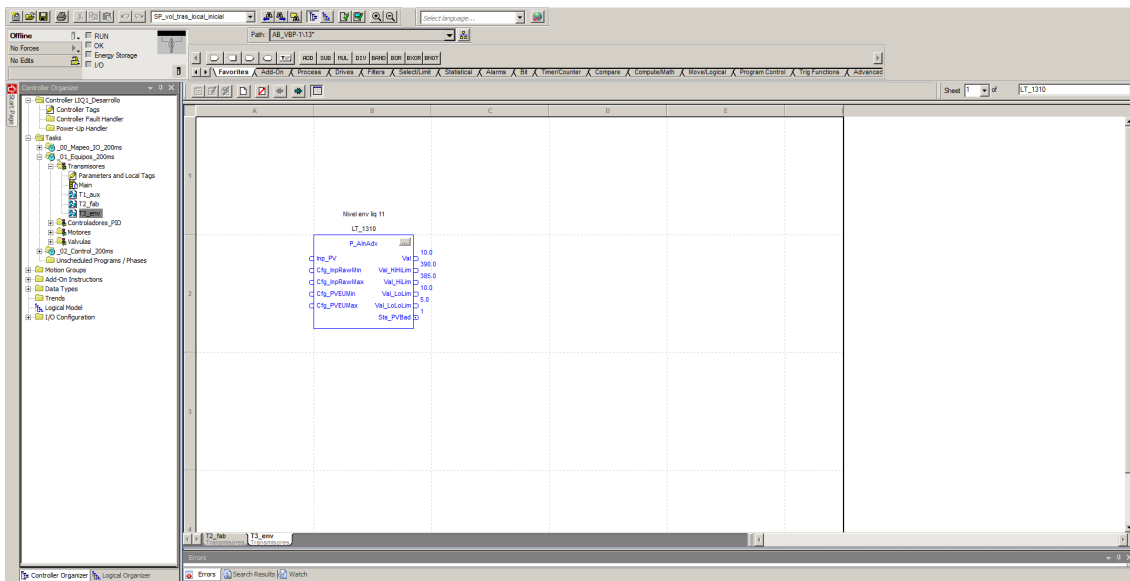 SP_vol_tras_local_inicial
Select language...
Offline
RUN
No Forces
OK
No Edits
Energy Storage
I/O
Path: AB_VBP-1\13*
ADD SUB MUL DIV BAND BOR BXOR BNOT
Favorites Add-On Process Drives Filters Select/Limit Statistical Alarms Bit Timer/Counter Compare Compute/Math Move/Logical Program Control Trig Functions Advanced
Start Page
Controller Organizer
Sheet 1 of LT_1310
Controller LIQ1_Desarrollo
Controller Tags
Controller Fault Handler
Power-Up Handler
Tasks
_00_Mapeo_IO_200ms
_01_Equipos_200ms
Transmisores
Parameters and Local Tags
Main
T1_aux
T2_fab
T3_env
Controladores_PID
Motores
Valvulas
_02_Control_200ms
Unscheduled Programs / Phases
Motion Groups
Add-On Instructions
Data Types
Trends
Logical Model
I/O Configuration
A B C D E
1
2
3
4
Nivel env liq 11
LT_1310
P_AInAdv ...
Inp_PV Val 10.0
Cfg_InpRawMin Val_HiHiLim 390.0
Cfg_InpRawMax Val_HiLim 385.0
Cfg_PVEUMin Val_LoLim 10.0
Cfg_PVEUMax Val_LoLoLim 5.0
Sts_PVBad 1
T2_fab T3_env
Transmisores Transmisores
Errors
Controller Organizer Logical Organizer
Errors Search Results Watch